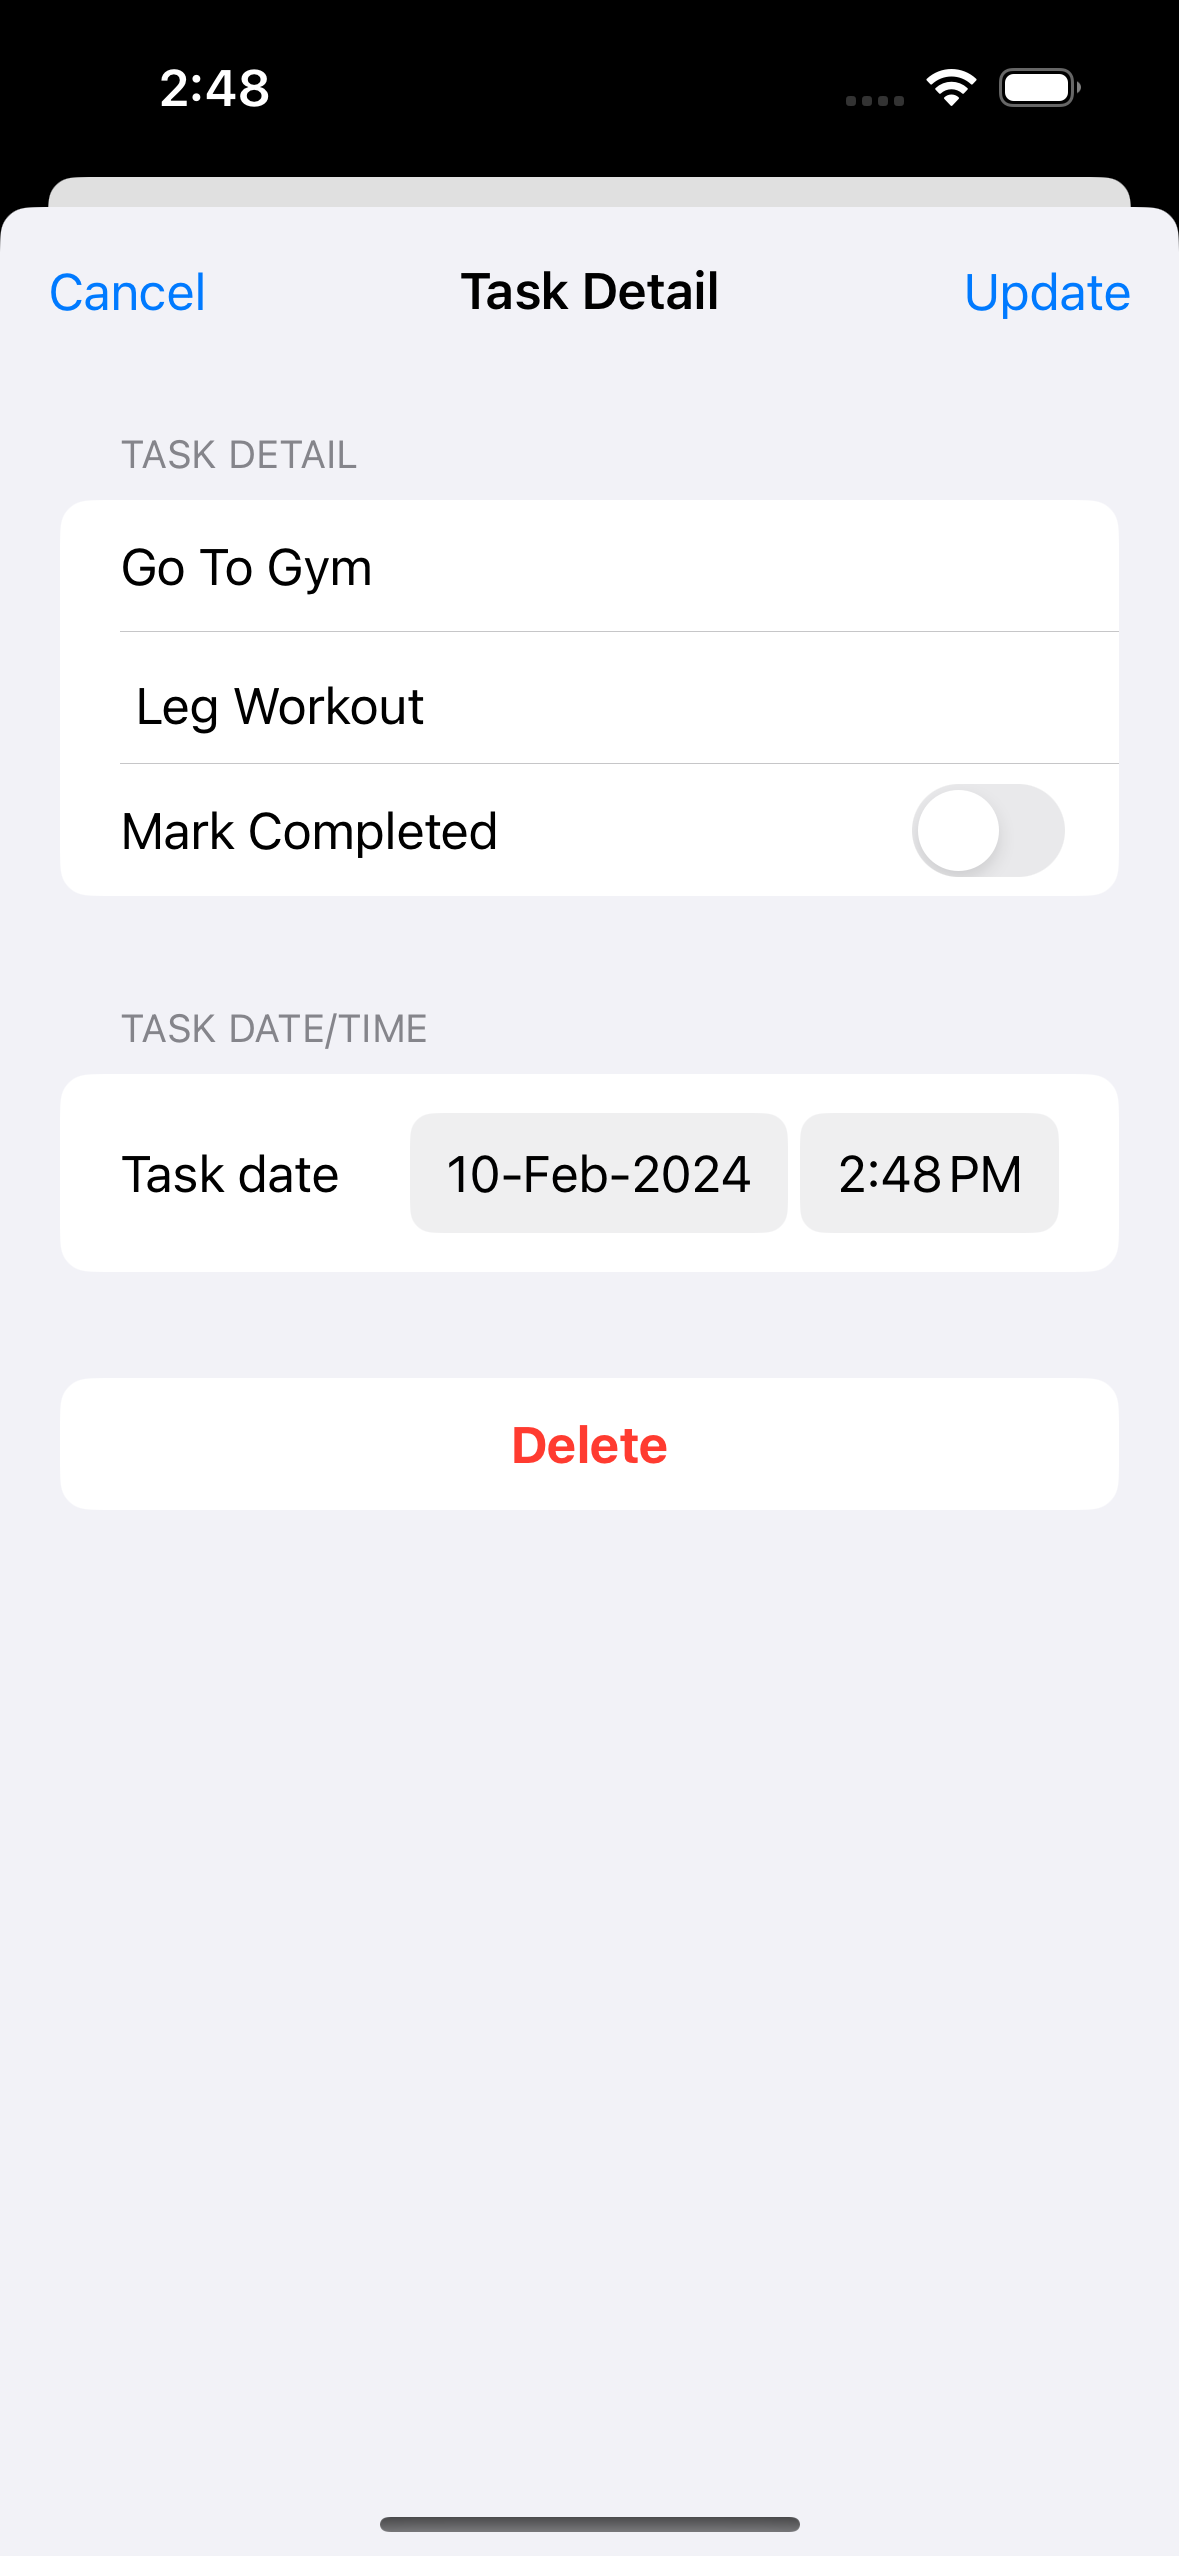 2:48
Cancel Task Detail Update
TASK DETAIL
Go To Gym
Leg Workout
Mark Completed
TASK DATE/TIME
Task date 10-Feb-2024 2:48 PM
Delete